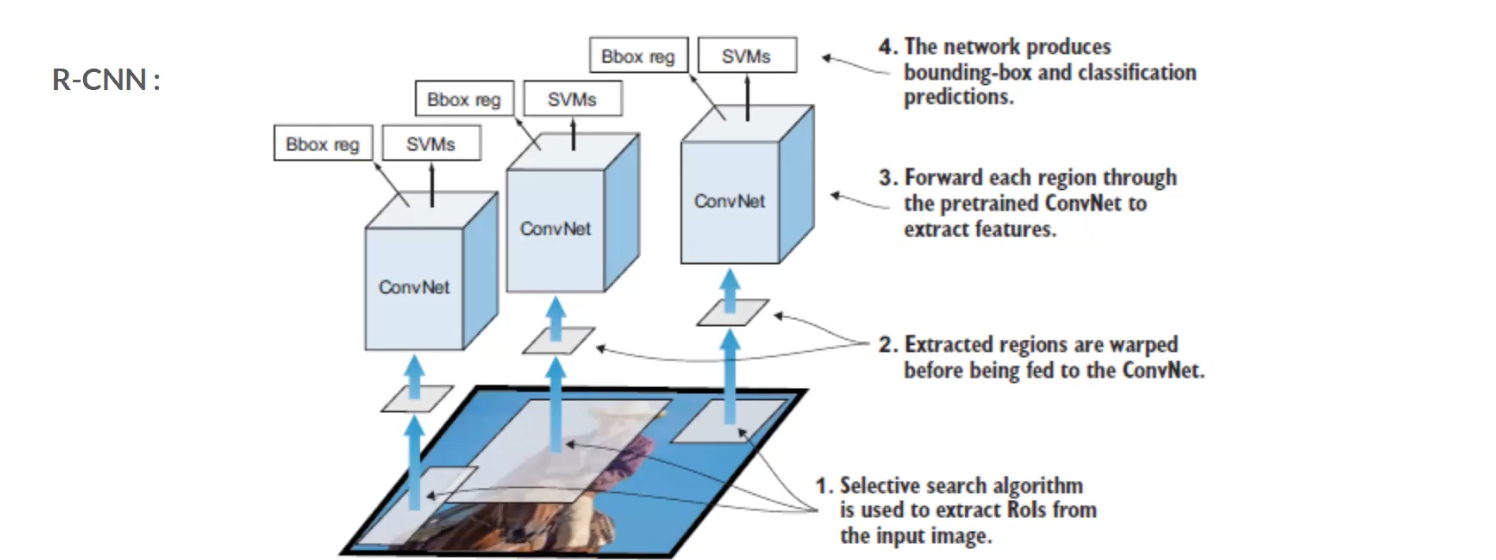 R-CNN :
Bbox reg
SVMs
Bbox reg
SVMs
Bbox reg
SVMs
ConvNet
ConvNet
ConvNet
4. The network produces
bounding-box and classification
predictions.
3. Forward each region through
the pretrained ConvNet to
extract features.
2. Extracted regions are warped
before being fed to the ConvNet.
1. Selective search algorithm
is used to extract RoIs from
the input image.